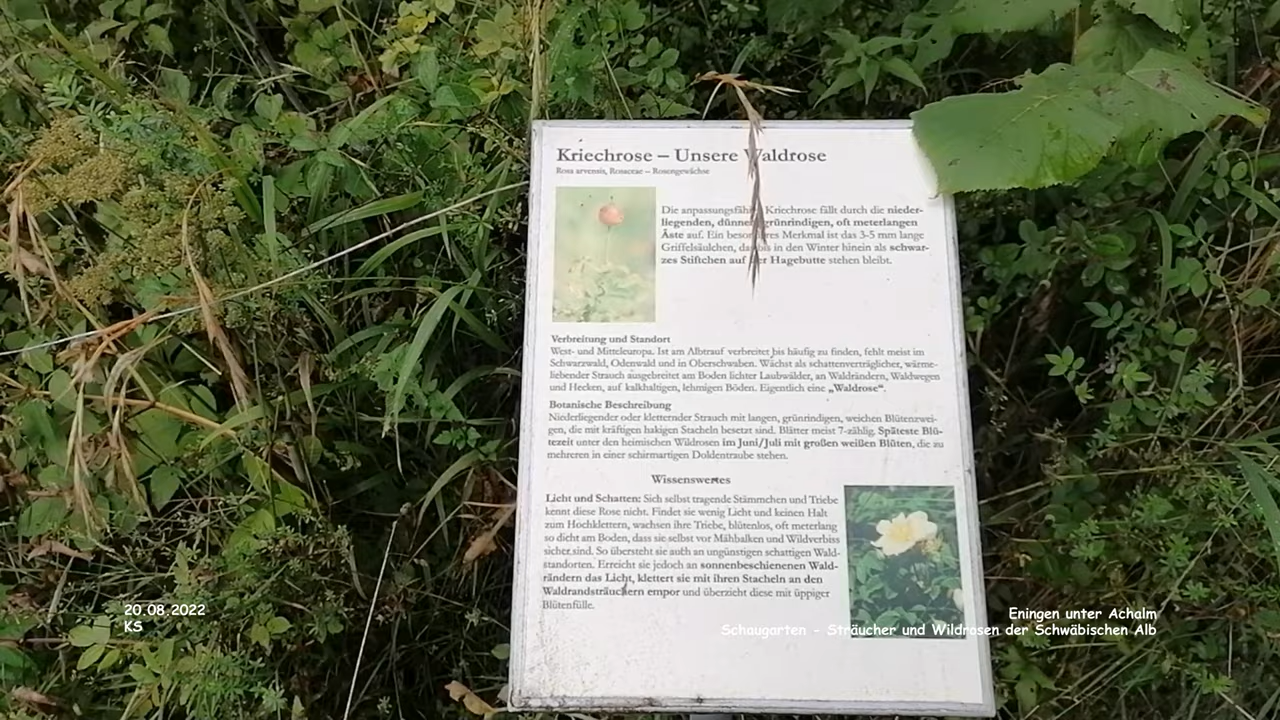 Kriechrose – Unsere Waldrose
Rosa arvensis, Rosaceae – Rosengewächse
Die anpassungsfähige Kriechrose fällt durch die nieder-
liegenden, dünnen, grünrindigen, oft meterlangen
Äste auf. Ein besonderes Merkmal ist das 3-5 mm lange
Griffelsäulchen, das bis in den Winter hinein als schwar-
zes Stiftchen auf der Hagebutte stehen bleibt.
Verbreitung und Standort
West- und Mitteleuropa. Ist am Albtrauf verbreitet bis häufig zu finden, fehlt meist im
Schwarzwald, Odenwald und in Oberschwaben. Wächst als schattenverträglicher, wärme-
liebender Strauch ausgebreitet am Boden lichter Laubwälder, an Waldrändern, Waldwegen
und Hecken, auf kalkhaltigen, lehmigen Böden. Eigentlich eine „Waldrose“.
Botanische Beschreibung
Niederliegender oder kletternder Strauch mit langen, grünrindigen, weichen Blütenzwei-
gen, die mit kräftigen hakigen Stacheln besetzt sind. Blätter meist 7-zählig. Späteste Blü-
tezeit unter den heimischen Wildrosen im Juni/Juli mit großen weißen Blüten, die zu
mehreren in einer schirmartigen Doldentraube stehen.
Wissenswertes
Licht und Schatten: Sich selbst tragende Stämmchen und Triebe
kennt diese Rose nicht. Findet sie wenig Licht und keinen Halt
zum Hochklettern, wachsen ihre Triebe, blütenlos, oft meterlang
so dicht am Boden, dass sie selbst vor Mähbalken und Wildverbiss
sicher sind. So übersteht sie auch an ungünstigen schattigen Wald-
standorten. Erreicht sie jedoch an sonnenbeschienenen Wald-
rändern das Licht, klettert sie mit ihren Stacheln an den
Waldrandsträuchern empor und überzieht diese mit üppiger
Blütenfülle.
20.08.2022
KS
Eningen unter Achalm
Schaugarten - Sträucher und Wildrosen der Schwäbischen Alb